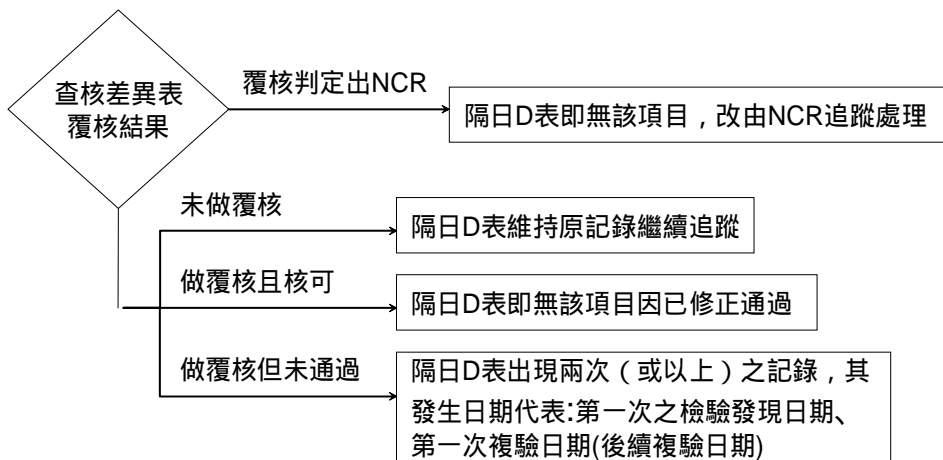 查核差異表
覆核結果
覆核判定出NCR
隔日D表即無該項目，改由NCR追蹤處理
未做覆核
隔日D表維持原記錄繼續追蹤
做覆核且核可
隔日D表即無該項目因已修正通過
做覆核但未通過
隔日D表出現兩次（或以上）之記錄，其
發生日期代表:第一次之檢驗發現日期、
第一次複驗日期(後續複驗日期)